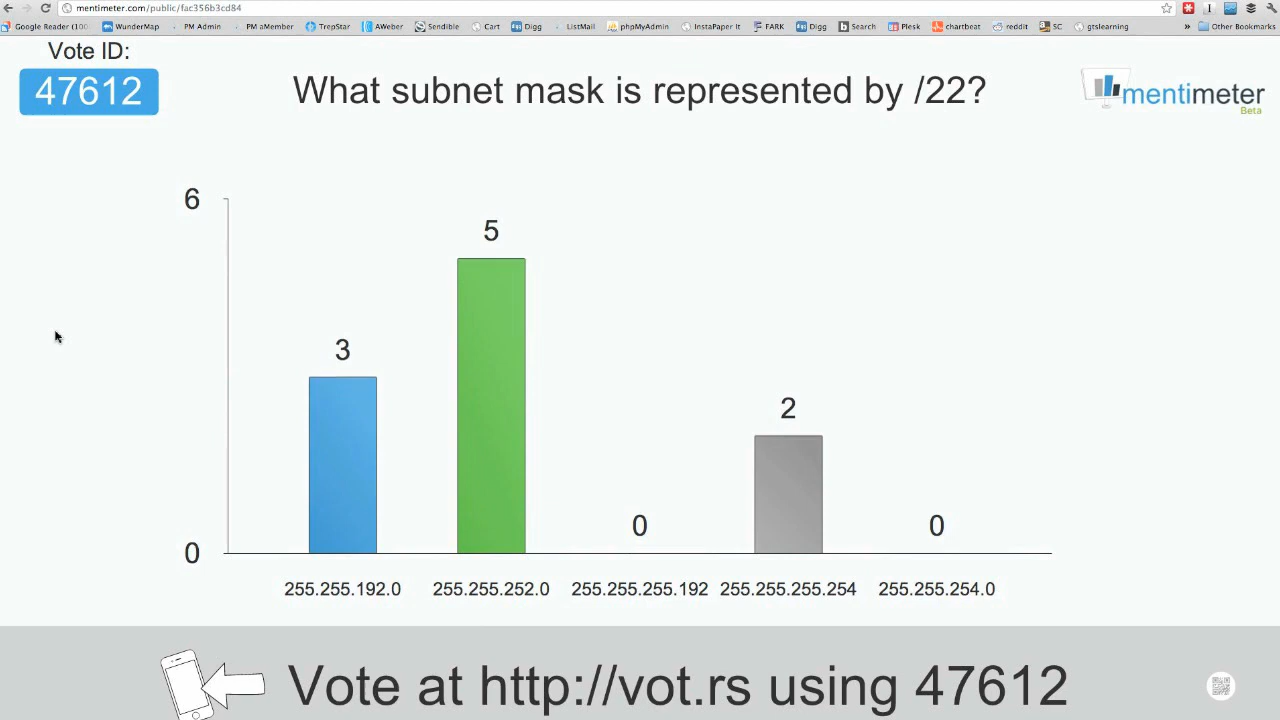 mentimeter.com/public/fac356b3cd84
Google Reader (10 WunderMap PM Admin PM aMember TrepStar AWeber Sendible Cart Digg ListMail phpMyAdmin InstaPaper It FARK Digg Search Plesk chartbeat reddit SC gtslearning » Other Bookmarks
Vote ID:
47612
What subnet mask is represented by /22?
mentimeter
Beta
6
5
3
2
0 0
0
255.255.192.0 255.255.252.0 255.255.255.192 255.255.255.254 255.255.254.0
Vote at http://vot.rs using 47612